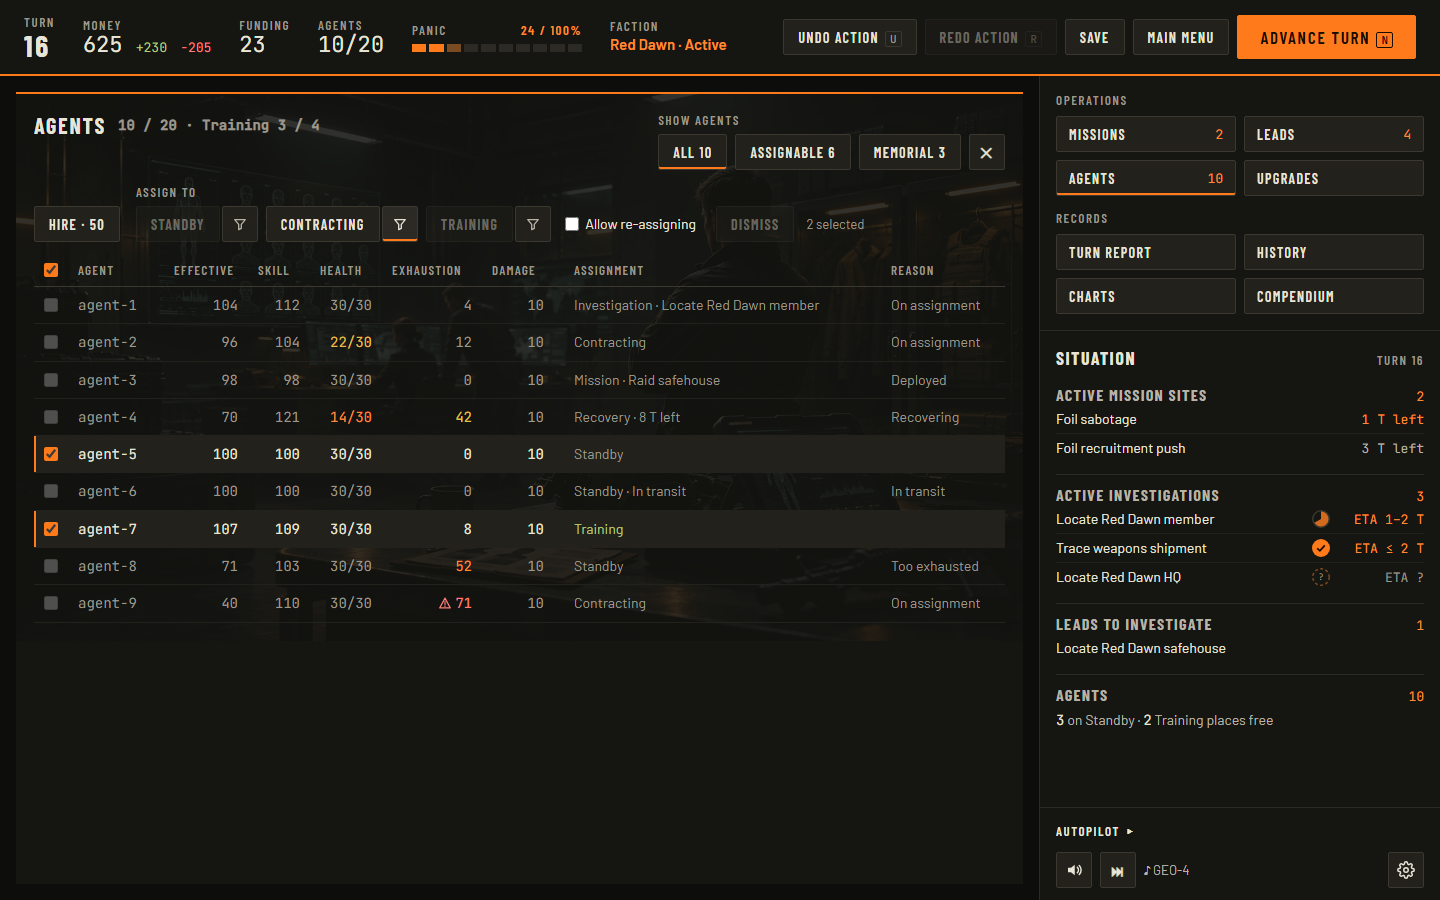 TURN
16
MONEY
625 +230 -205
FUNDING
23
AGENTS
10/20
PANIC 24 / 100%
FACTION
Red Dawn · Active
UNDO ACTION U
REDO ACTION R
SAVE
MAIN MENU
ADVANCE TURN N
AGENTS 10 / 20 · Training 3 / 4
SHOW AGENTS
ALL 10
ASSIGNABLE 6
MEMORIAL 3
✕
ASSIGN TO
HIRE · 50
STANDBY
CONTRACTING
TRAINING
Allow re-assigning
DISMISS
2 selected
AGENT EFFECTIVE SKILL HEALTH EXHAUSTION DAMAGE ASSIGNMENT REASON
agent-1 104 112 30/30 4 10 Investigation · Locate Red Dawn member On assignment
agent-2 96 104 22/30 12 10 Contracting On assignment
agent-3 98 98 30/30 0 10 Mission · Raid safehouse Deployed
agent-4 70 121 14/30 42 10 Recovery · 8 T left Recovering
agent-5 100 100 30/30 0 10 Standby
agent-6 100 100 30/30 0 10 Standby · In transit In transit
agent-7 107 109 30/30 8 10 Training
agent-8 71 103 30/30 52 10 Standby Too exhausted
agent-9 40 110 30/30 ⚠ 71 10 Contracting On assignment
OPERATIONS
MISSIONS 2
LEADS 4
AGENTS 10
UPGRADES
RECORDS
TURN REPORT
HISTORY
CHARTS
COMPENDIUM
SITUATION TURN 16
ACTIVE MISSION SITES 2
Foil sabotage 1 T left
Foil recruitment push 3 T left
ACTIVE INVESTIGATIONS 3
Locate Red Dawn member ETA 1–2 T
Trace weapons shipment ETA ≤ 2 T
Locate Red Dawn HQ ? ETA ?
LEADS TO INVESTIGATE 1
Locate Red Dawn safehouse
AGENTS 10
3 on Standby · 2 Training places free
AUTOPILOT ▸
♪ GEO-4